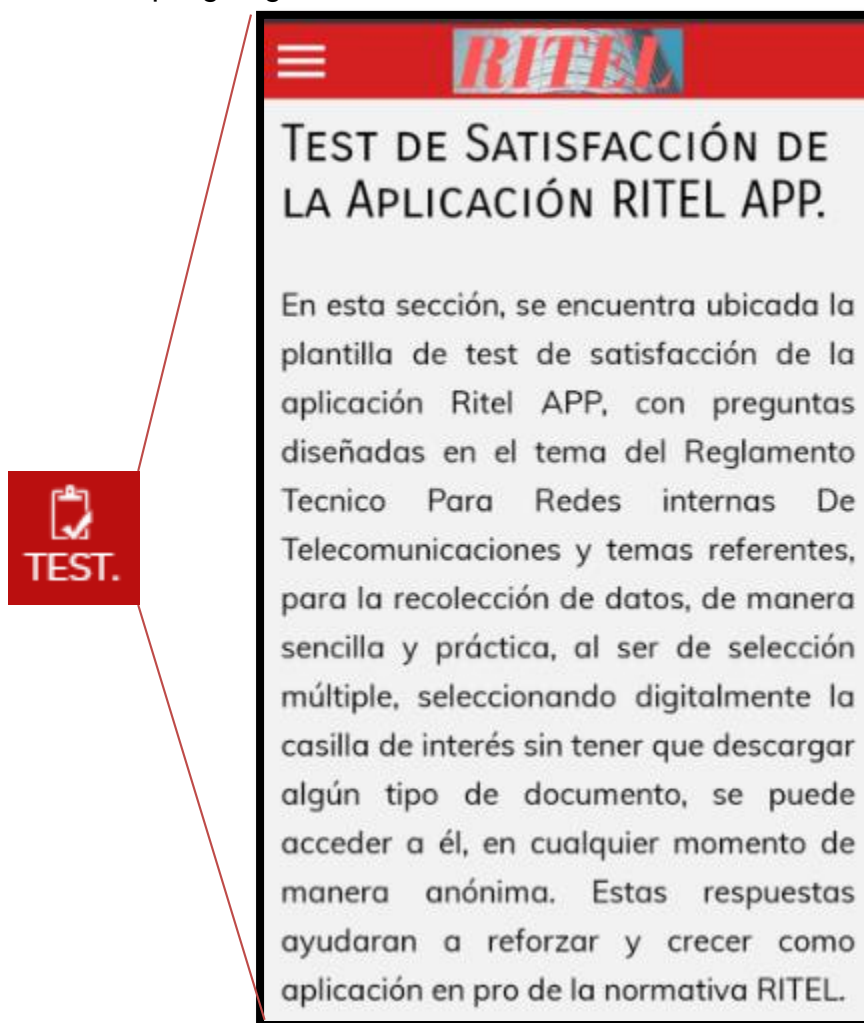 RITEL
Test de Satisfacción de
la Aplicación RITEL APP.
En esta sección, se encuentra ubicada la
plantilla de test de satisfacción de la
aplicación Ritel APP, con preguntas
diseñadas en el tema del Reglamento
Tecnico Para Redes internas De
Telecomunicaciones y temas referentes,
para la recolección de datos, de manera
sencilla y práctica, al ser de selección
múltiple, seleccionando digitalmente la
casilla de interés sin tener que descargar
algún tipo de documento, se puede
acceder a él, en cualquier momento de
manera anónima. Estas respuestas
ayudaran a reforzar y crecer como
aplicación en pro de la normativa RITEL.
TEST.